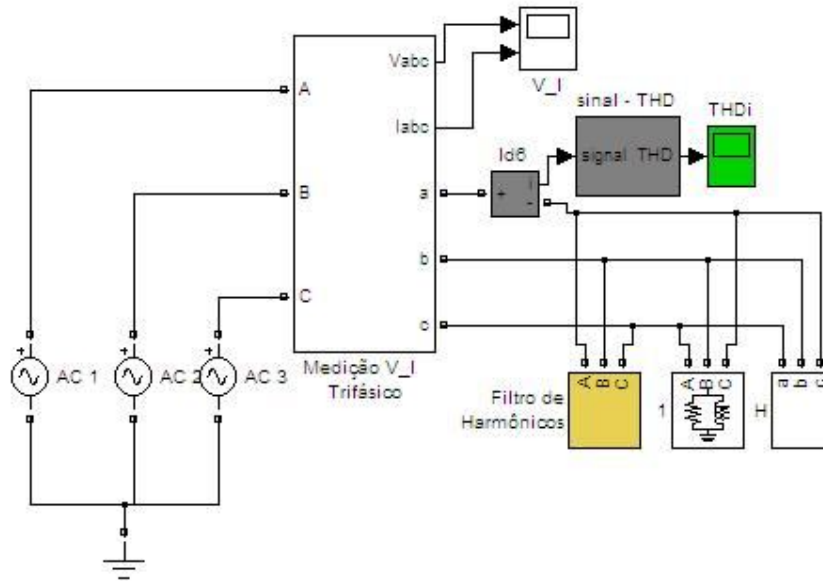 Vabc
V_I
A
Iabc
sinal - THD
THDi
Id6
signal THD
i
+
-
B
a
b
C
c
+
AC 1
+
AC 2
+
AC 3
Medição V_I
Trifásico
Filtro de
Harmônicos
A B C
1
A B C
H
a b c